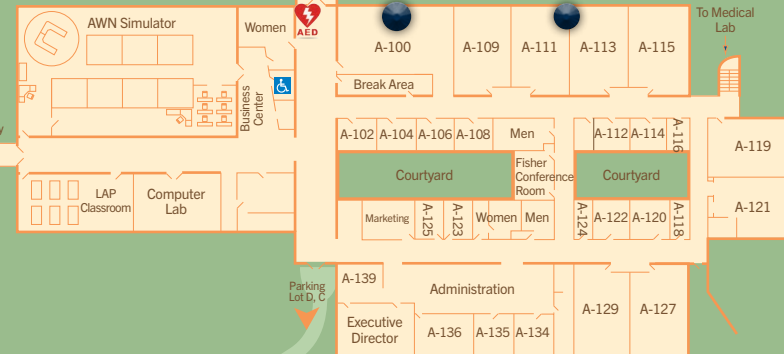 AWN Simulator
Women
AED
A-100
A-109
A-111
A-113
A-115
To Medical
Lab
Break Area
Business
Center
A-102
A-104
A-106
A-108
Men
A-112
A-114
A-116
A-119
Courtyard
Fisher
Conference
Room
Courtyard
LAP
Classroom
Computer
Lab
Marketing
A-125
A-123
Women
Men
A-124
A-122
A-120
A-118
A-121
A-139
Administration
Parking
Lot D, C
Executive
Director
A-136
A-135
A-134
A-129
A-127